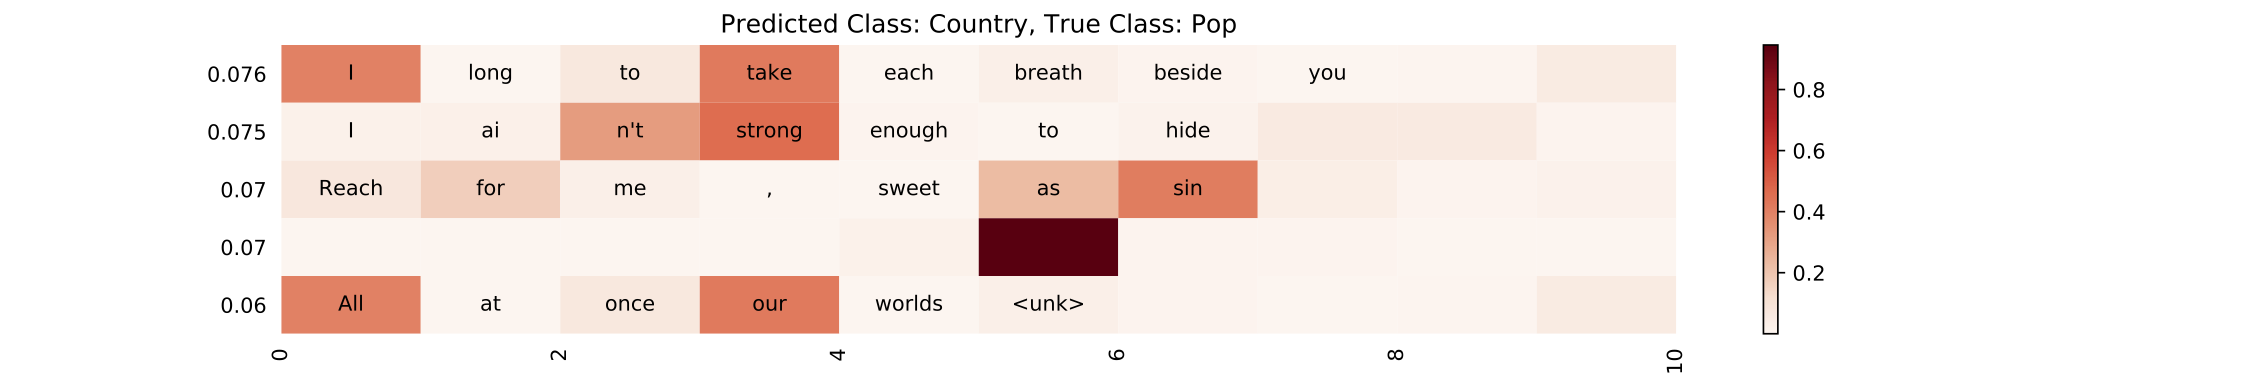 Predicted Class: Country, True Class: Pop
0.076 I long to take each breath beside you
0.8
0.075 I ai n't strong enough to hide
0.6
0.07 Reach for me , sweet as sin
0.4
0.07
0.2
0.06 All at once our worlds <unk>
0 2 4 6 8 10